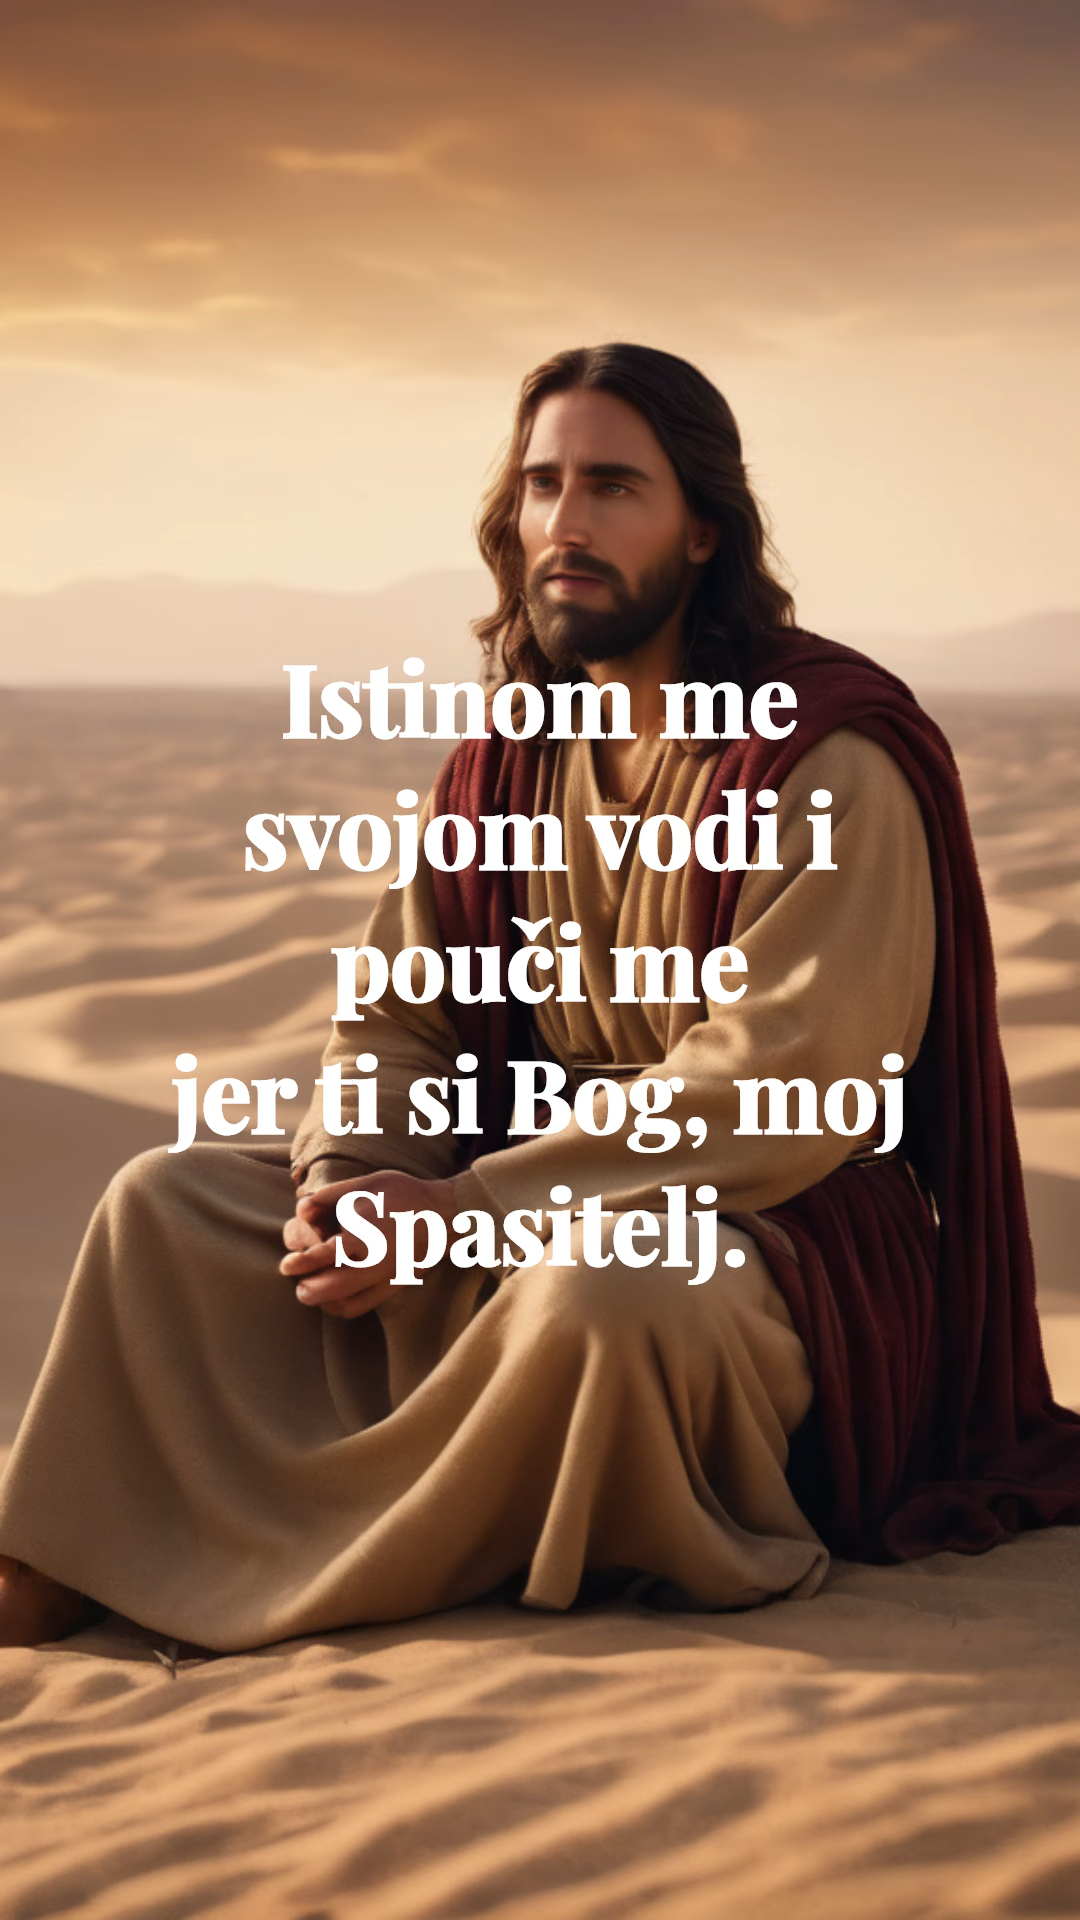 Istinom me
svojom vodi i
pouči me
jer ti si Bog, moj
Spasitelj.